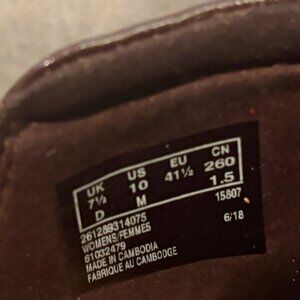 UK US EU CN
7½ 10 41½ 260
D M 1.5
261289314075 15807
WOMENS/FEMMES
61032479 6/18
MADE IN CAMBODIA
FABRIQUE AU CAMBODGE